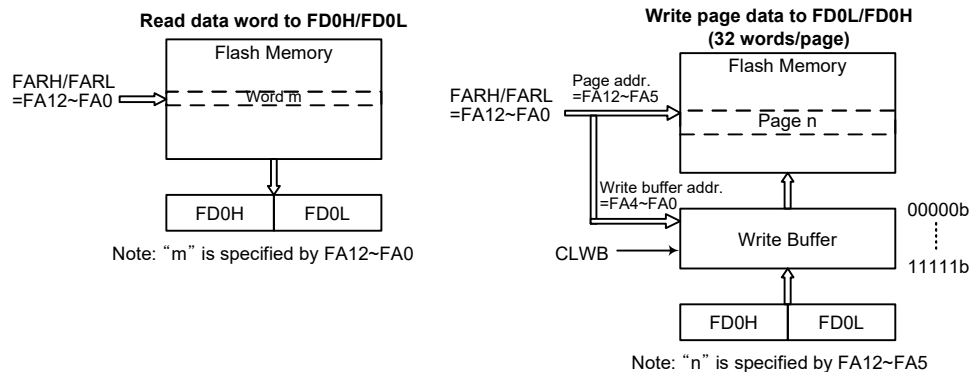 Read data word to FD0H/FD0L
Flash Memory
FARH/FARL
=FA12~FA0
Word m
FD0H FD0L
Note: “m” is specified by FA12~FA0
Write page data to FD0L/FD0H
(32 words/page)
Flash Memory
FARH/FARL
=FA12~FA0
Page addr.
=FA12~FA5
Page n
Write buffer addr.
=FA4~FA0
CLWB
Write Buffer
00000b
11111b
FD0H FD0L
Note: “n” is specified by FA12~FA5